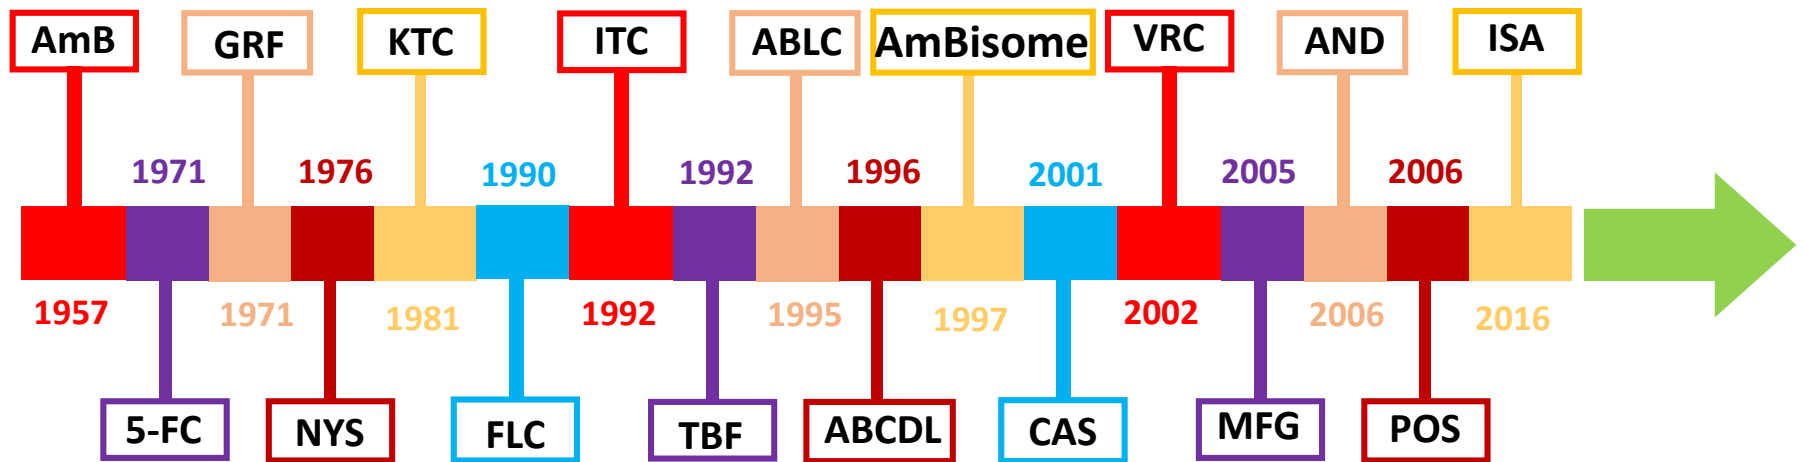 AmB
GRF
KTC
ITC
ABLC
AmBisome
VRC
AND
ISA
1971
1976
1990
1992
1996
2001
2005
2006
1957
1971
1981
1992
1995
1997
2002
2006
2016
5-FC
NYS
FLC
TBF
ABCDL
CAS
MFG
POS